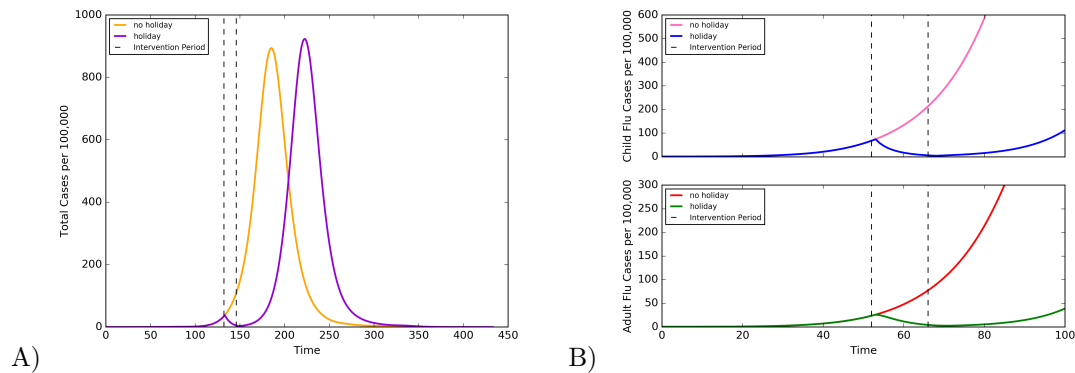 A)
Total Cases per 100,000
1000
800
600
400
200
0
no holiday
holiday
Intervention Period
0 50 100 150 200 250 300 350 400 450
Time
B)
Child Flu Cases per 100,000
600
500
400
300
200
100
0
no holiday
holiday
Intervention Period
Adult Flu Cases per 100,000
300
250
200
150
100
50
0
no holiday
holiday
Intervention Period
0 20 40 60 80 100
Time